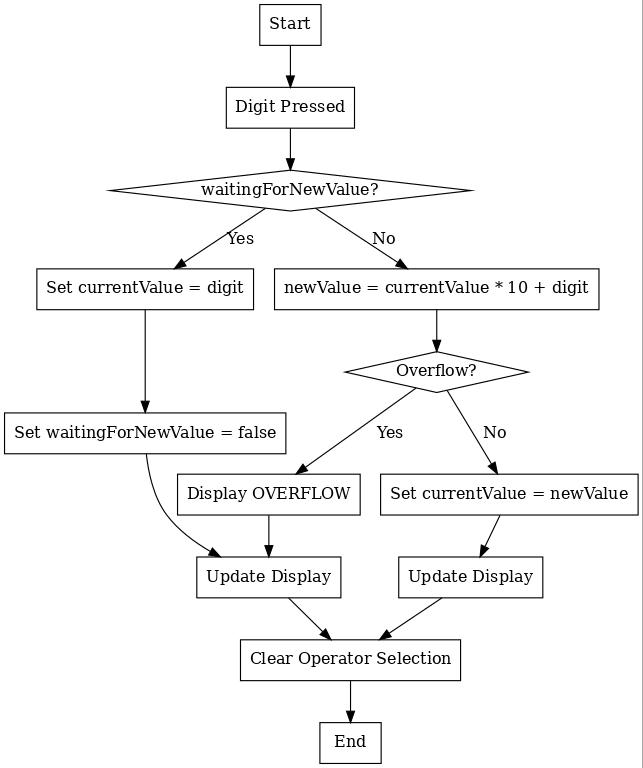 Start
Digit Pressed
waitingForNewValue?
Yes
No
Set currentValue = digit
newValue = currentValue * 10 + digit
Overflow?
Set waitingForNewValue = false
Yes
No
Display OVERFLOW
Set currentValue = newValue
Update Display
Update Display
Clear Operator Selection
End